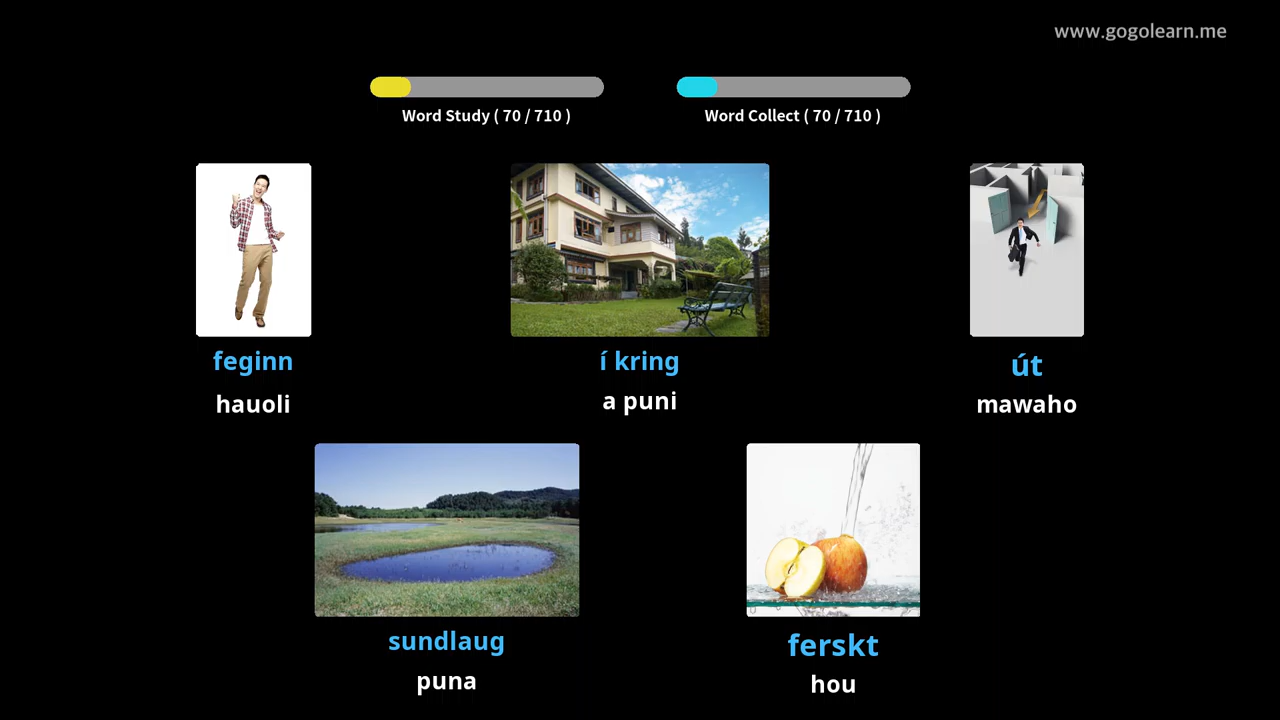 www.gogolearn.me
Word Study ( 70 / 710 )
Word Collect ( 70 / 710 )
feginn
hauoli
í kring
a puni
út
mawaho
sundlaug
puna
ferskt
hou